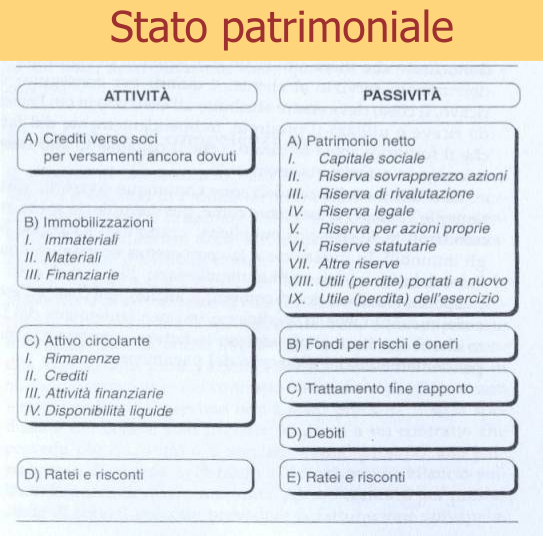 Stato patrimoniale
ATTIVITÀ
A) Crediti verso soci
per versamenti ancora dovuti
B) Immobilizzazioni
I. Immateriali
II. Materiali
III. Finanziarie
C) Attivo circolante
I. Rimanenze
II. Crediti
III. Attività finanziarie
IV. Disponibilità liquide
D) Ratei e risconti
PASSIVITÀ
A) Patrimonio netto
I. Capitale sociale
II. Riserva sovrapprezzo azioni
III. Riserva di rivalutazione
IV. Riserva legale
V. Riserva per azioni proprie
VI. Riserve statutarie
VII. Altre riserve
VIII. Utili (perdite) portati a nuovo
IX. Utile (perdita) dell'esercizio
B) Fondi per rischi e oneri
C) Trattamento fine rapporto
D) Debiti
E) Ratei e risconti